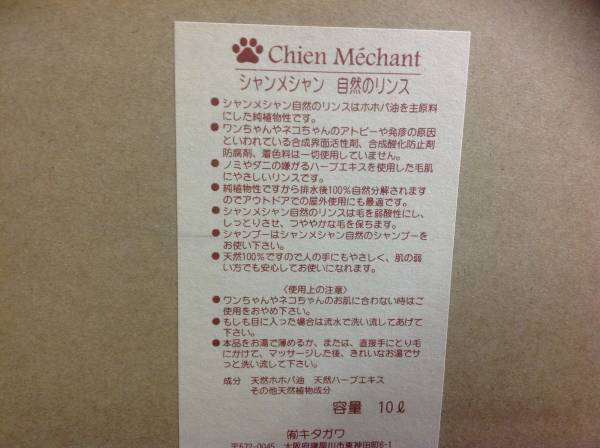 Chien Méchant
シャンメシャン 自然のリンス
● シャンメシャン自然のリンスはホホバ油を主原料
にした純植物性です。
● ワンちゃんやネコちゃんのアトピーや発疹の原因
といわれている合成界面活性剤、合成酸化防止剤
防腐剤、着色料は一切使用していません。
● ノミやダニの嫌がるハーブエキスを使用した毛肌
にやさしいリンスです。
● 純植物性ですから排水後100%自然分解されます
のでアウトドアでの屋外使用にも最適です。
● シャンメシャン自然のリンスは毛を弱酸性にし、
しっとりさせ、つややかな毛を保ちます。
● シャンプーはシャンメシャン自然のシャンプーを
お使い下さい。
● 天然100%ですので人の手にもやさしく、肌の弱
い方でも安心してお使いになれます。
〈使用上の注意〉
● ワンちゃんやネコちゃんのお肌に合わない時はご
使用をおやめ下さい。
● もしも目に入った場合は流水で洗い流してあげて
下さい。
● 本品をお湯で薄めるか、または、直接手にとり毛
にかけて、マッサージした後、きれいなお湯でサ
っと洗い流して下さい。
成分 天然ホホバ油 天然ハーブエキス
その他天然植物成分
容量 10ℓ
㈲キタガワ
〒572-0045 大阪府寝屋川市東神田町6-1